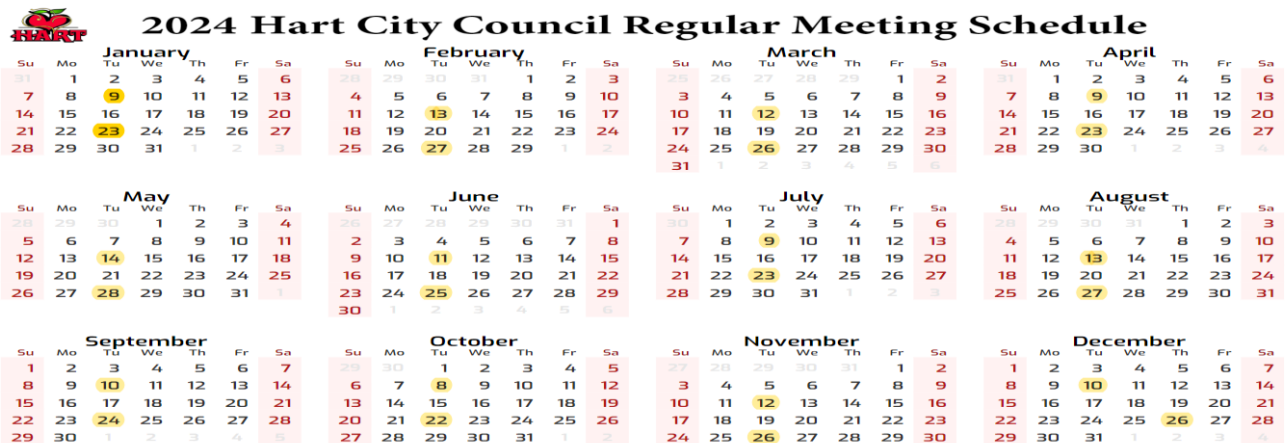 HART
2024 Hart City Council Regular Meeting Schedule
January
Su Mo Tu We Th Fr Sa
31 1 2 3 4 5 6
7 8 9 10 11 12 13
14 15 16 17 18 19 20
21 22 23 24 25 26 27
28 29 30 31 1 2 3
February
Su Mo Tu We Th Fr Sa
28 29 30 31 1 2 3
4 5 6 7 8 9 10
11 12 13 14 15 16 17
18 19 20 21 22 23 24
25 26 27 28 29 1 2
March
Su Mo Tu We Th Fr Sa
25 26 27 28 29 1 2
3 4 5 6 7 8 9
10 11 12 13 14 15 16
17 18 19 20 21 22 23
24 25 26 27 28 29 30
31 1 2 3 4 5 6
April
Su Mo Tu We Th Fr Sa
31 1 2 3 4 5 6
7 8 9 10 11 12 13
14 15 16 17 18 19 20
21 22 23 24 25 26 27
28 29 30 1 2 3 4
May
Su Mo Tu We Th Fr Sa
28 29 30 1 2 3 4
5 6 7 8 9 10 11
12 13 14 15 16 17 18
19 20 21 22 23 24 25
26 27 28 29 30 31 1
June
Su Mo Tu We Th Fr Sa
26 27 28 29 30 31 1
2 3 4 5 6 7 8
9 10 11 12 13 14 15
16 17 18 19 20 21 22
23 24 25 26 27 28 29
30 1 2 3 4 5 6
July
Su Mo Tu We Th Fr Sa
30 1 2 3 4 5 6
7 8 9 10 11 12 13
14 15 16 17 18 19 20
21 22 23 24 25 26 27
28 29 30 31 1 2 3
August
Su Mo Tu We Th Fr Sa
28 29 30 31 1 2 3
4 5 6 7 8 9 10
11 12 13 14 15 16 17
18 19 20 21 22 23 24
25 26 27 28 29 30 31
September
Su Mo Tu We Th Fr Sa
1 2 3 4 5 6 7
8 9 10 11 12 13 14
15 16 17 18 19 20 21
22 23 24 25 26 27 28
29 30 1 2 3 4 5
October
Su Mo Tu We Th Fr Sa
29 30 1 2 3 4 5
6 7 8 9 10 11 12
13 14 15 16 17 18 19
20 21 22 23 24 25 26
27 28 29 30 31 1 2
November
Su Mo Tu We Th Fr Sa
27 28 29 30 31 1 2
3 4 5 6 7 8 9
10 11 12 13 14 15 16
17 18 19 20 21 22 23
24 25 26 27 28 29 30
December
Su Mo Tu We Th Fr Sa
1 2 3 4 5 6 7
8 9 10 11 12 13 14
15 16 17 18 19 20 21
22 23 24 25 26 27 28
29 30 31 1 2 3 4